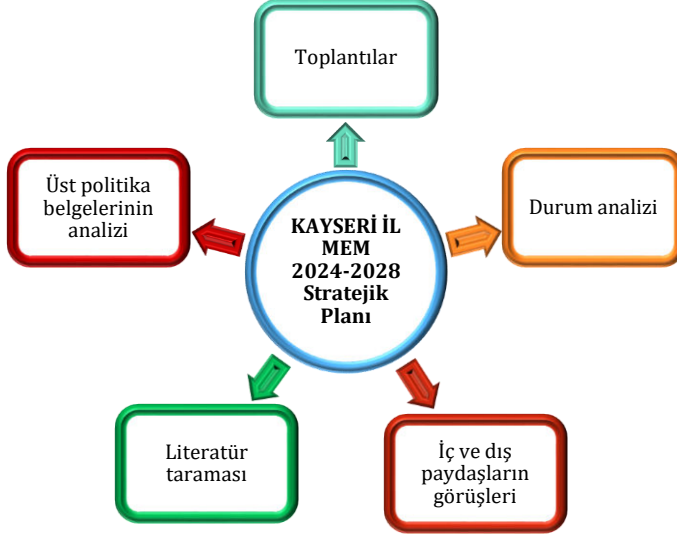 Toplantılar
Üst politika
belgelerinin
analizi
KAYSERİ İL
MEM
2024-2028
Stratejik
Planı
Durum analizi
Literatür
taraması
İç ve dış
paydaşların
görüşleri